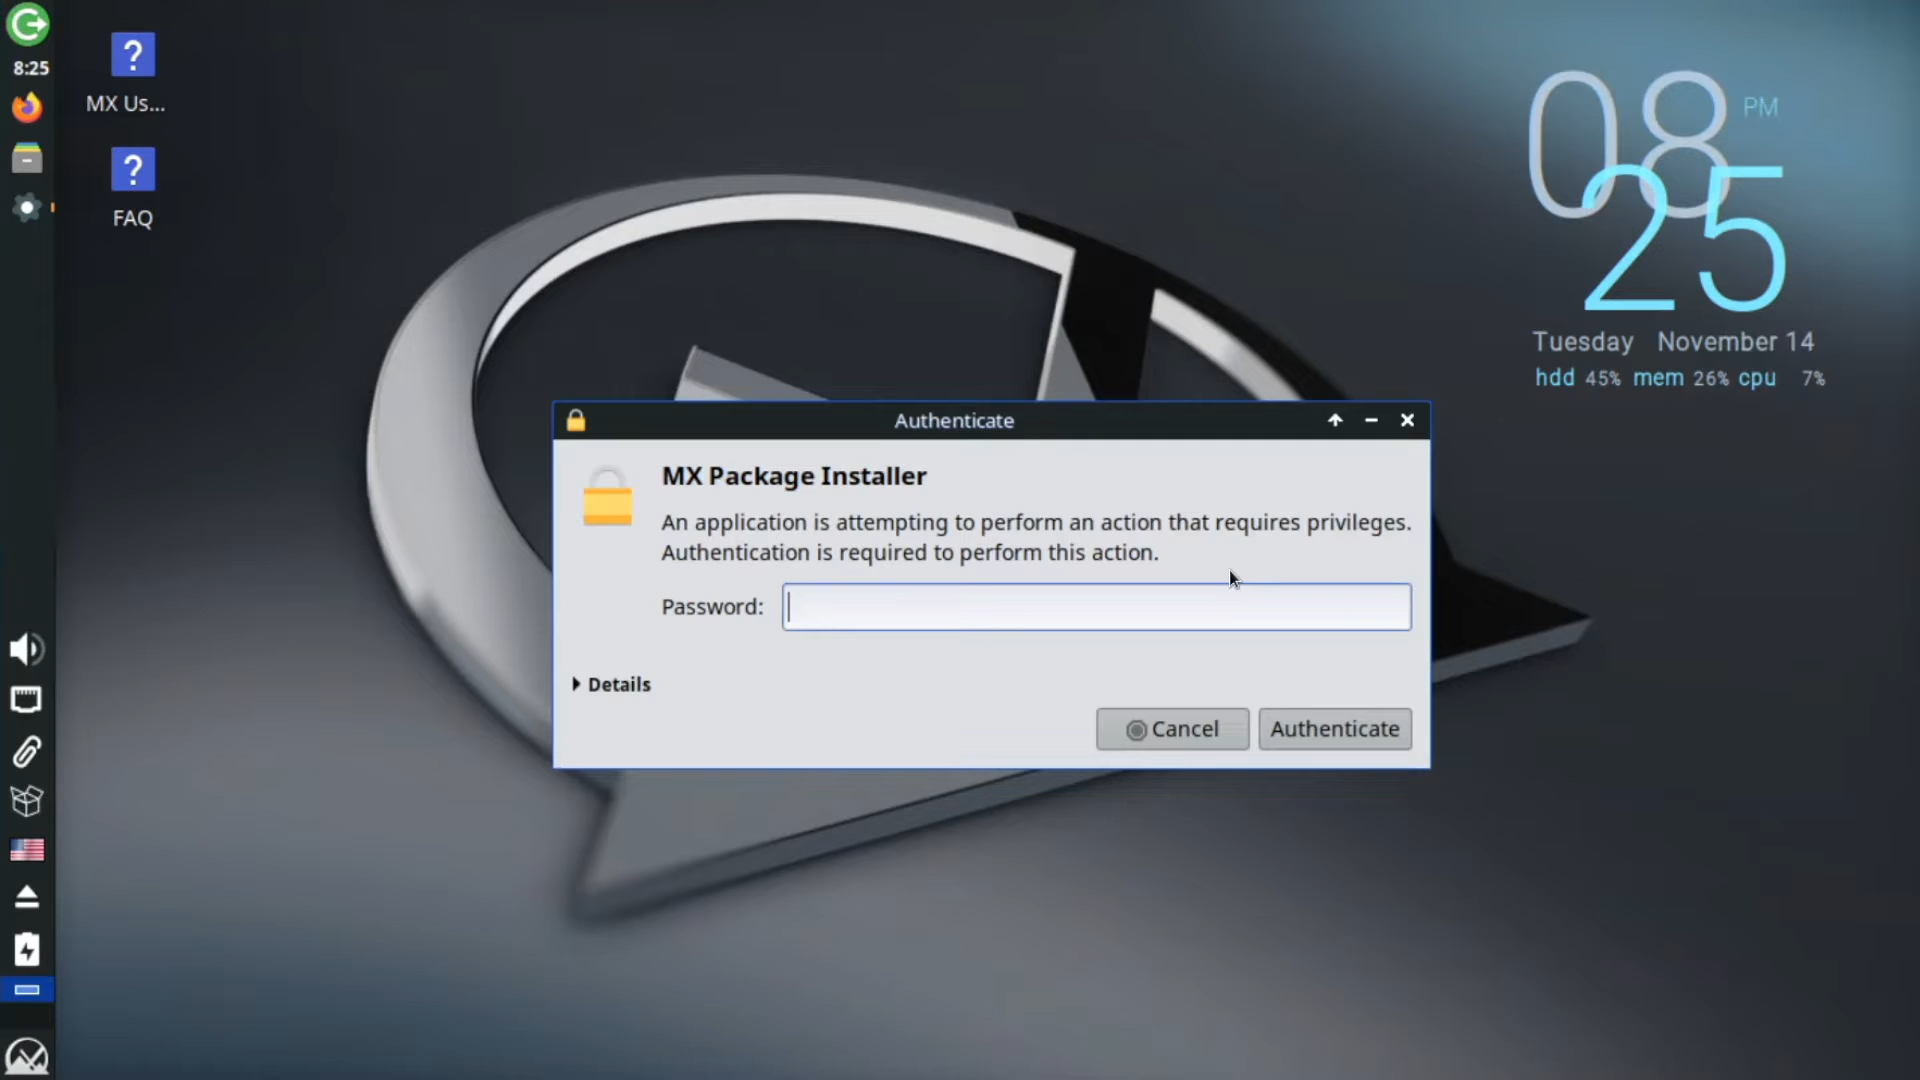 8:25
MX Us...
FAQ
08 PM
25
Tuesday November 14
hdd 45% mem 26% cpu 7%
Authenticate
MX Package Installer
An application is attempting to perform an action that requires privileges.
Authentication is required to perform this action.
Password:
Details
Cancel Authenticate